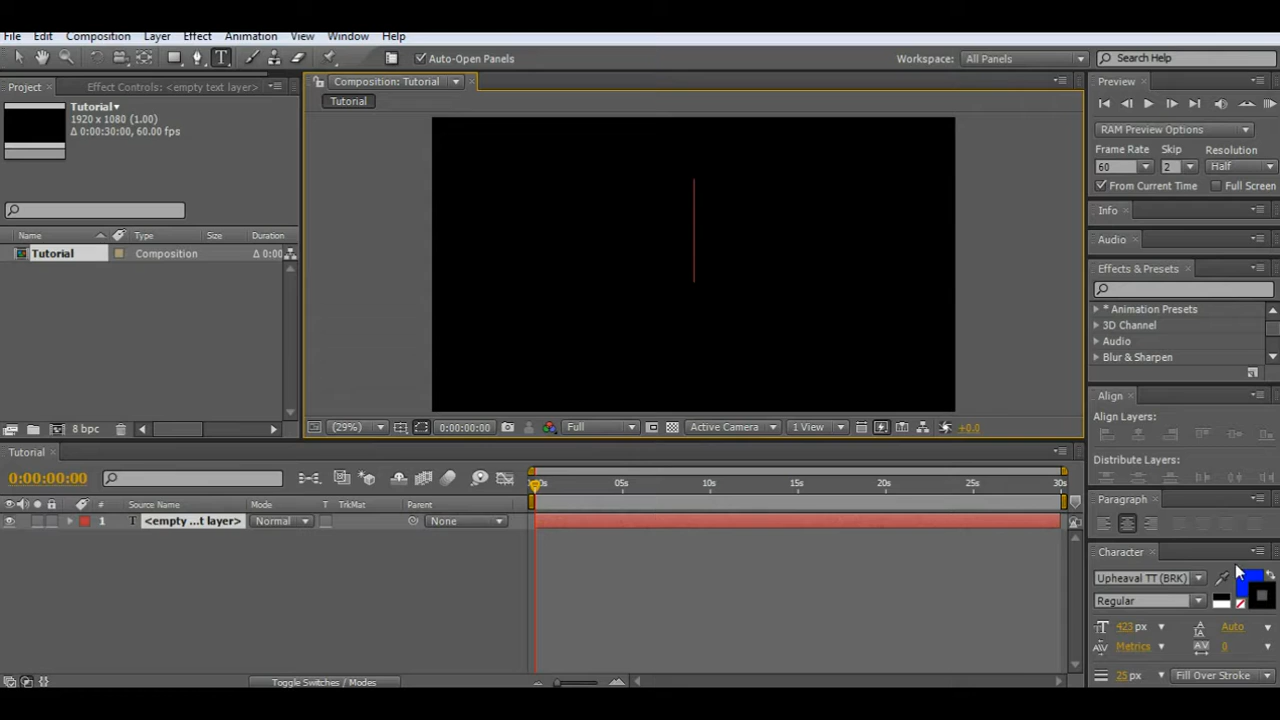 File Edit Composition Layer Effect Animation View Window Help
T Auto-Open Panels Workspace: All Panels Search Help
Project × Effect Controls: <empty text layer>
Composition: Tutorial
Tutorial
Preview ×
Tutorial▾
1920 x 1080 (1.00)
Δ 0:00:30:00, 60.00 fps
RAM Preview Options
Frame Rate Skip Resolution
60 2 Half
From Current Time Full Screen
Name Type Size Duration
Tutorial Composition Δ 0:00
Info ×
Audio ×
Effects & Presets ×
* Animation Presets
3D Channel
Audio
Blur & Sharpen
8 bpc
(29%) 0:00:00:00 Full Active Camera 1 View +0.0
Align ×
Align Layers:
Distribute Layers:
Tutorial ×
0:00:00:00
05s 10s 15s 20s 25s 30s
# Source Name Mode T TrkMat Parent
1 T <empty ...t layer> Normal None
Paragraph ×
Character ×
Upheaval TT (BRK)
Regular
423 px Auto
Metrics 0
25 px Fill Over Stroke
Toggle Switches / Modes